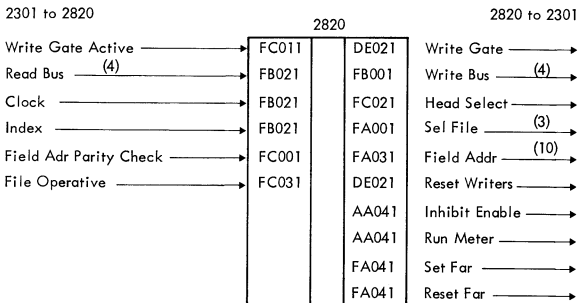 2301 to 2820
2820
2820 to 2301
Write Gate Active FC011 DE021 Write Gate
Read Bus (4) FB021 FB001 Write Bus (4)
Clock FB021 FC021 Head Select
Index FB021 FA001 Sel File (3)
Field Adr Parity Check FC001 FA031 Field Addr (10)
File Operative FC031 DE021 Reset Writers
AA041 Inhibit Enable
AA041 Run Meter
FA041 Set Far
FA041 Reset Far